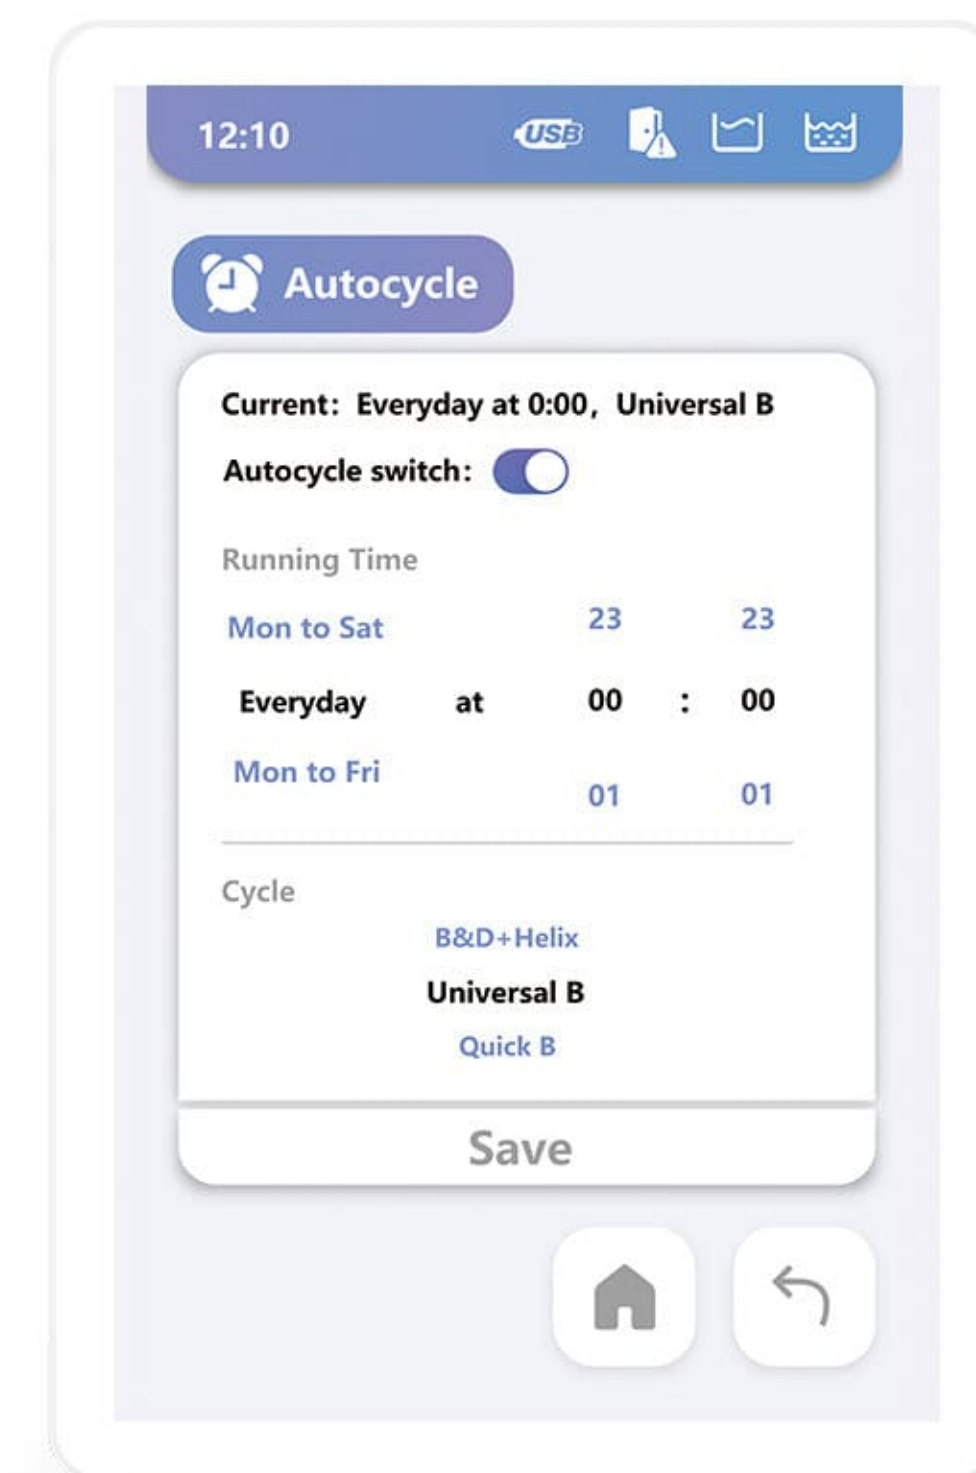 12:10 USB
Autocycle
Current: Everyday at 0:00, Universal B
Autocycle switch:
Running Time
Mon to Sat 23 23
Everyday at 00 : 00
Mon to Fri 01 01
Cycle
B&D+Helix
Universal B
Quick B
Save